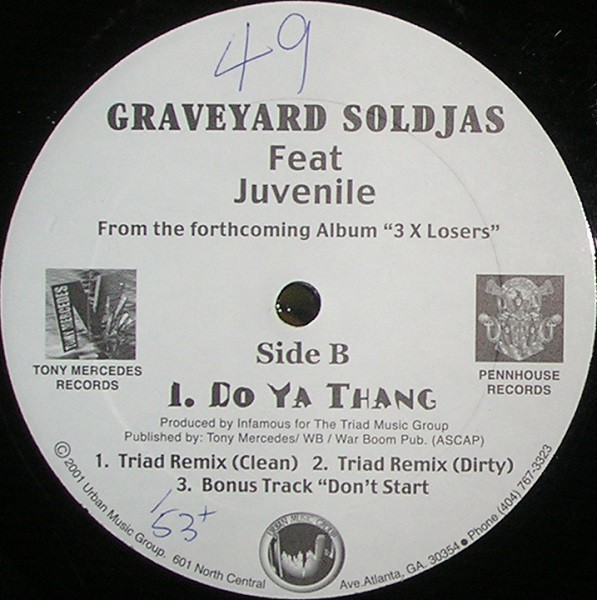 49
GRAVEYARD SOLDJAS
Feat
Juvenile
From the forthcoming Album “3 X Losers”
TONY MERCEDES
TONY MERCEDES
RECORDS
PENNHOUSE
RECORDS
Side B
1. Do Ya Thang
Produced by Infamous for The Triad Music Group
Published by: Tony Mercedes/ WB / War Boom Pub. (ASCAP)
1. Triad Remix (Clean) 2. Triad Remix (Dirty)
3. Bonus Track “Don't Start
53+
©2001 Urban Music Group. 601 North Central Ave.Atlanta, GA. 30354 • Phone (404) 767-3323